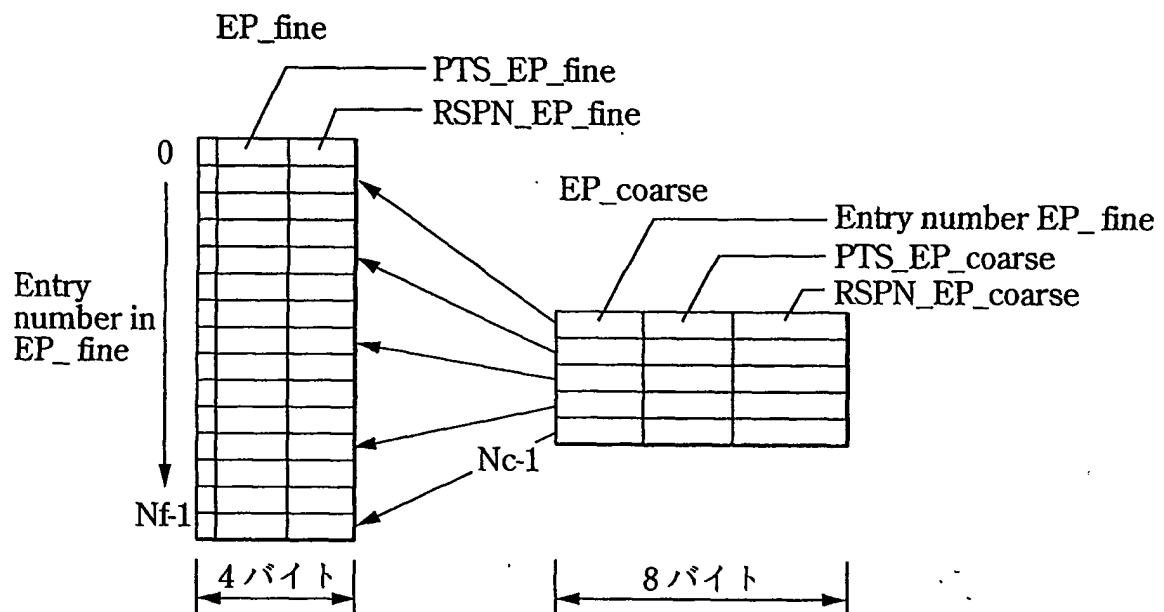 EP_fine
PTS_EP_fine
RSPN_EP_fine
0
EP_coarse
Entry number EP_ fine
PTS_EP_coarse
RSPN_EP_coarse
Entry
number in
EP_ fine
Nc-1
Nf-1
4 バイト
8 バイト